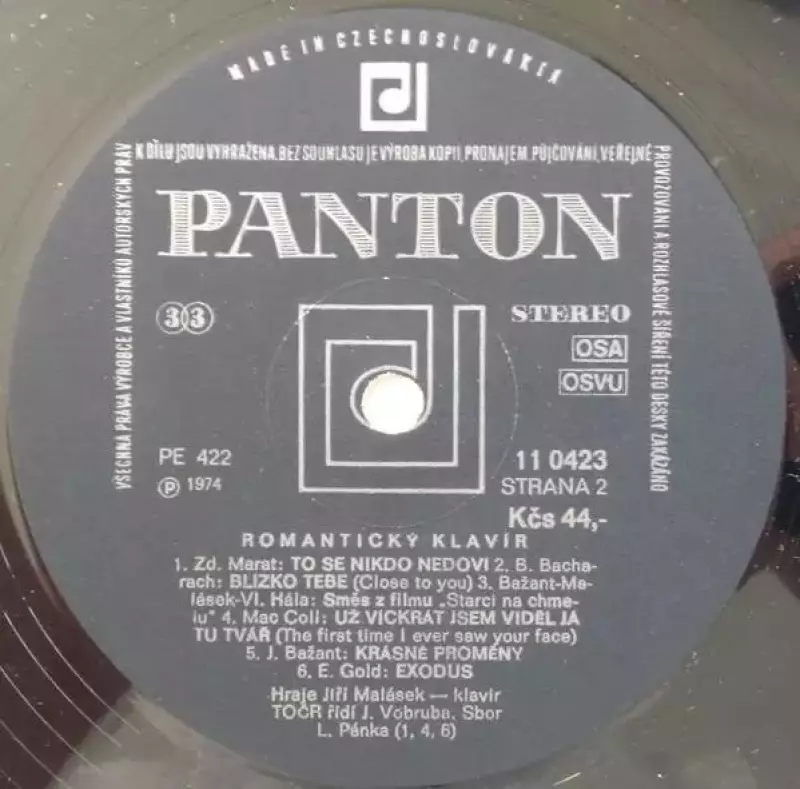 MADE IN CZECHOSLOVAKIA
VŠECHNA PRÁVA VÝROBCE A VLASTNÍKŮ AUTORSKÝCH PRÁV
K DÍLU JSOU VYHRAŽENA. BEZ SOUHLASU JE VÝROBA KOPIÍ, PRONÁJEM, PŮJČOVÁNÍ, VEŘEJNÉ
PROVOZOVÁNÍ A ROZHLASOVÉ ŠÍŘENÍ TÉTO DESKY ZAKÁZÁNO
PANTON
33
STEREO
OSA
OSVU
PE 422
11 0423
Ⓟ 1974
STRANA 2
Kčs 44,-
ROMANTICKÝ KLAVÍR
1. Zd. Marat: TO SE NIKDO NEDOVÍ 2. B. Bacha-
rach: BLÍZKO TEBE (Close to you) 3. Bažant-Ma-
lásek-Vl. Hála: Směs z filmu „Starci na chme-
lu" 4. Mac Coll: UŽ VÍCKRÁT JSEM VIDĚL JÁ
TU TVÁŘ (The first time I ever saw your face)
5. J. Bažant: KRÁSNÉ PROMĚNY
6. E. Gold: EXODUS
Hraje Jiří Malásek — klavír
TOČR řídí J. Vobruba. Sbor
L. Pánka (1, 4, 6)